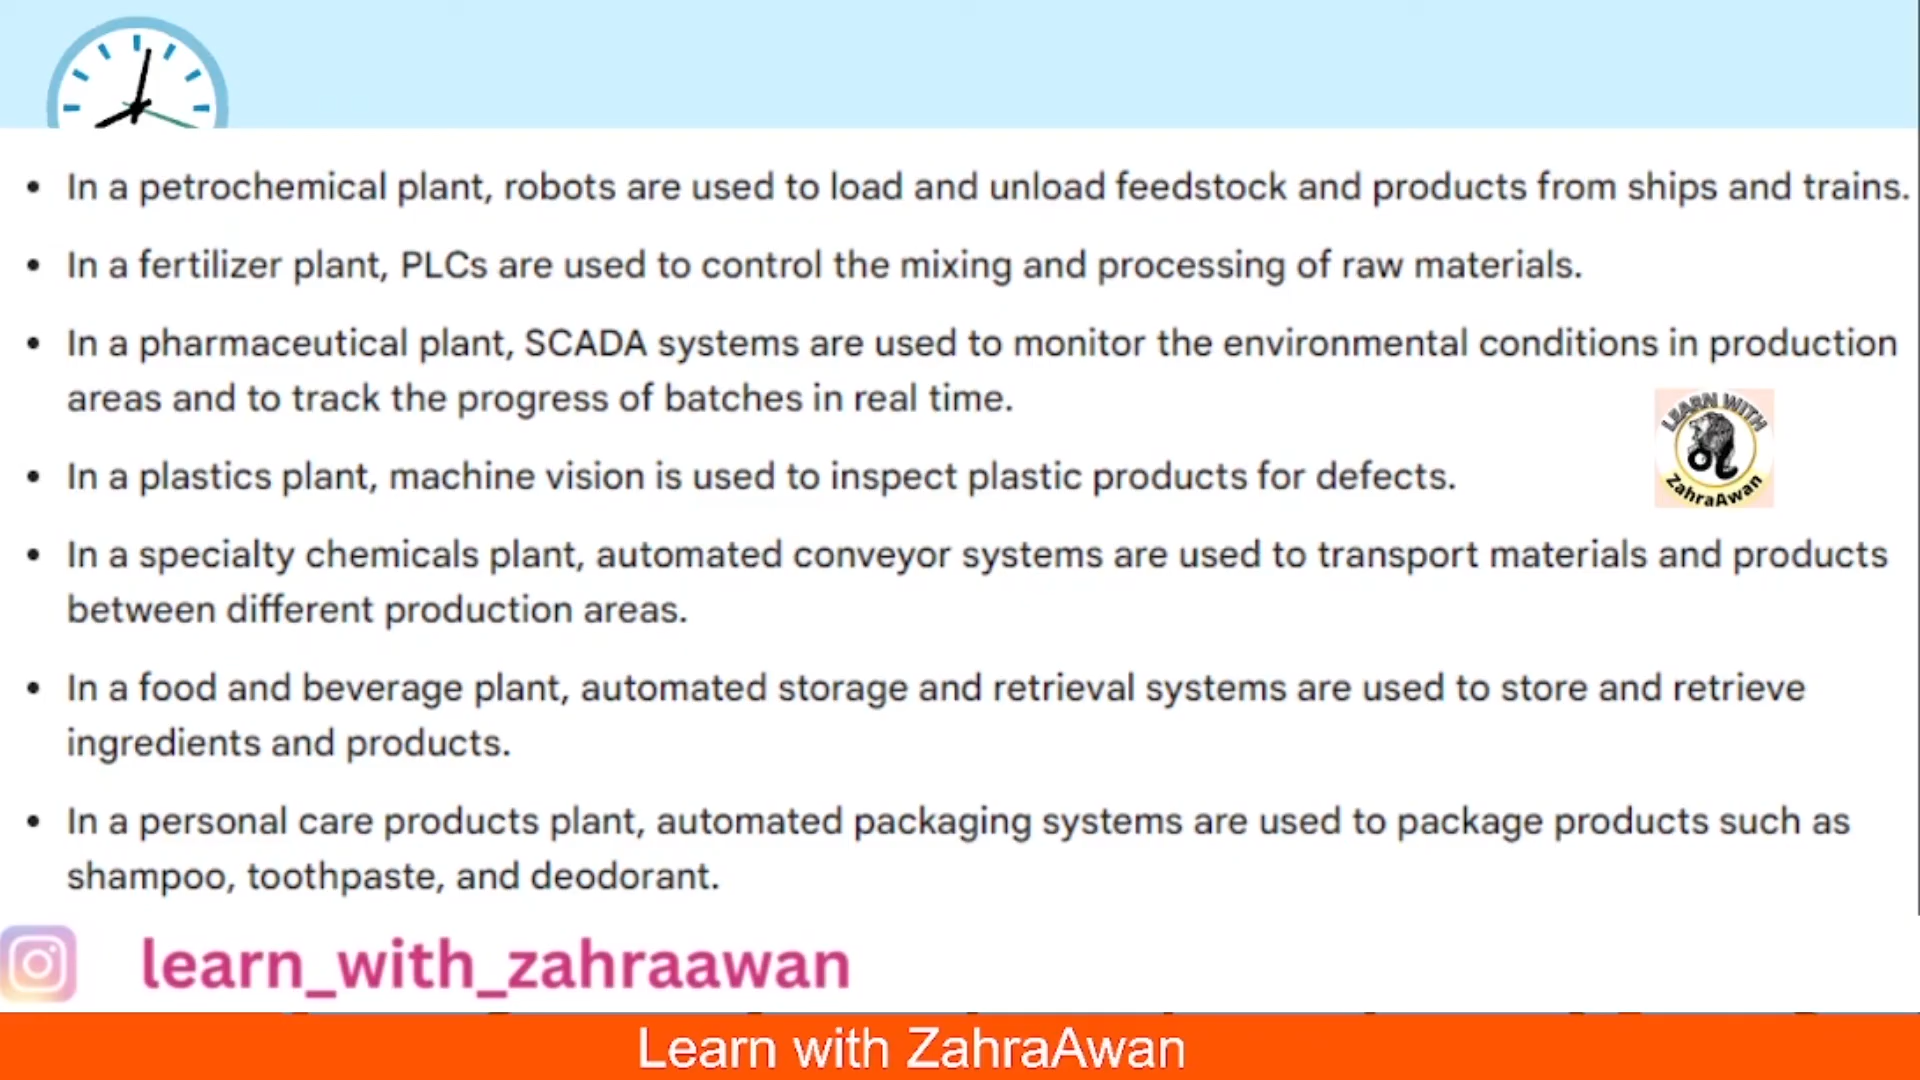 • In a petrochemical plant, robots are used to load and unload feedstock and products from ships and trains.
• In a fertilizer plant, PLCs are used to control the mixing and processing of raw materials.
• In a pharmaceutical plant, SCADA systems are used to monitor the environmental conditions in production
areas and to track the progress of batches in real time.
LEARN WITH
ZahraAwan
• In a plastics plant, machine vision is used to inspect plastic products for defects.
• In a specialty chemicals plant, automated conveyor systems are used to transport materials and products
between different production areas.
• In a food and beverage plant, automated storage and retrieval systems are used to store and retrieve
ingredients and products.
• In a personal care products plant, automated packaging systems are used to package products such as
shampoo, toothpaste, and deodorant.
learn_with_zahraawan
Learn with ZahraAwan